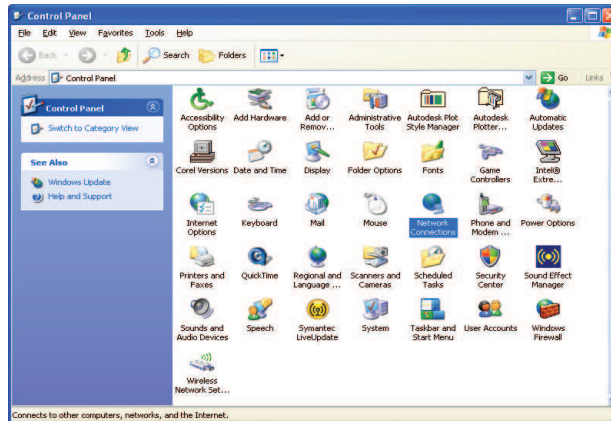 Control Panel
File Edit View Favorites Tools Help
Back Search Folders
Address Control Panel Go Links
Control Panel
Switch to Category View
See Also
Windows Update
Help and Support
Accessibility Options
Add Hardware
Add or Remov...
Administrative Tools
Autodesk Plot Style Manager
Autodesk Plotter...
Automatic Updates
Corel Versions
Date and Time
Display
Folder Options
Fonts
Game Controllers
Intel® Extre...
Internet Options
Keyboard
Mail
Mouse
Network Connections
Phone and Modem ...
Power Options
Printers and Faxes
QuickTime
Regional and Language ...
Scanners and Cameras
Scheduled Tasks
Security Center
Sound Effect Manager
Sounds and Audio Devices
Speech
Symantec LiveUpdate
System
Taskbar and Start Menu
User Accounts
Windows Firewall
Wireless Network Set...
Connects to other computers, networks, and the Internet.